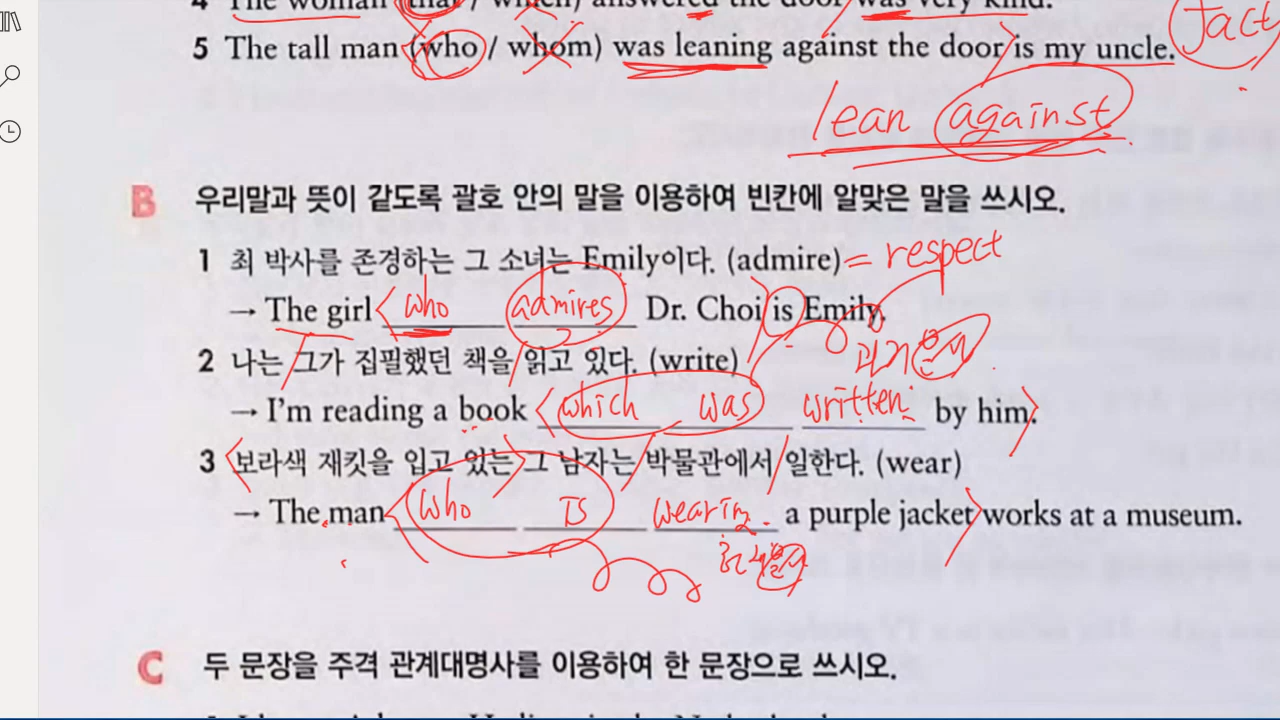 4 The woman (that / which) answered the door was very kind.
fact
5 The tall man (who / whom) was leaning against the door is my uncle.
lean against
B 우리말과 뜻이 같도록 괄호 안의 말을 이용하여 빈칸에 알맞은 말을 쓰시오.
1 최 박사를 존경하는 그 소녀는 Emily이다. (admire) = respect
→ The girl who admires Dr. Choi is Emily.
2 나는 그가 집필했던 책을 읽고 있다. (write) 과거분사
→ I'm reading a book which was written by him.
3 보라색 재킷을 입고 있는 그 남자는 박물관에서 일한다. (wear)
→ The man who is wearing a purple jacket works at a museum.
C 두 문장을 주격 관계대명사를 이용하여 한 문장으로 쓰시오.